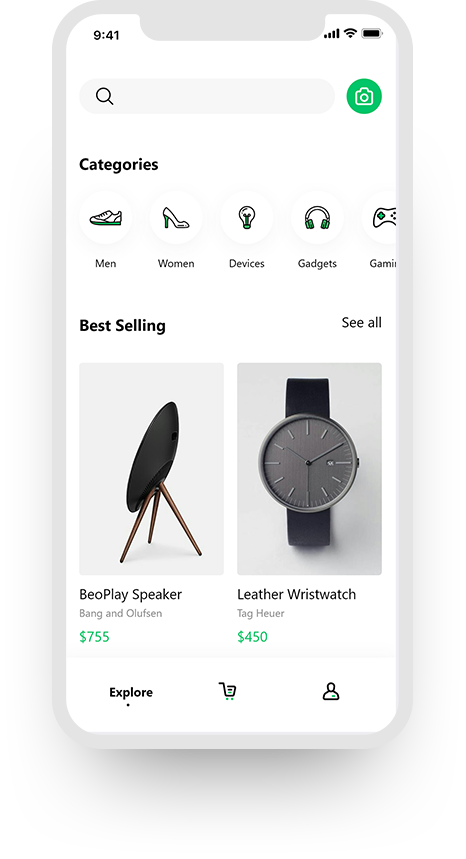 9:41
Categories
Men Women Devices Gadgets Gamin
Best Selling See all
BeoPlay Speaker Leather Wristwatch
Bang and Olufsen Tag Heuer
$755 $450
Explore